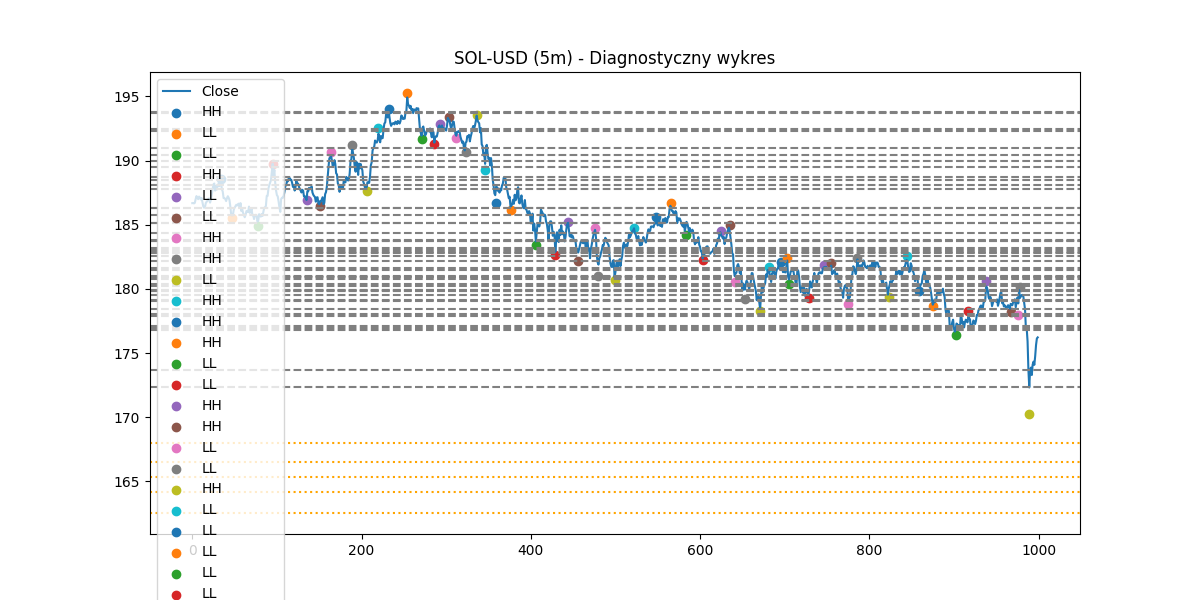 SOL-USD (5m) - Diagnostyczny wykres
195
190
185
180
175
170
165
0
200
400
600
800
1000
Close
HH
LL
LL
HH
LL
LL
HH
HH
LL
HH
HH
HH
LL
LL
HH
HH
LL
LL
HH
LL
LL
LL
LL
LL